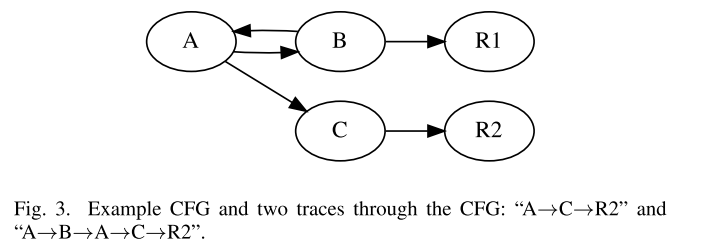 A B R1
C R2
Fig. 3. Example CFG and two traces through the CFG: “A→C→R2” and
“A→B→A→C→R2”.